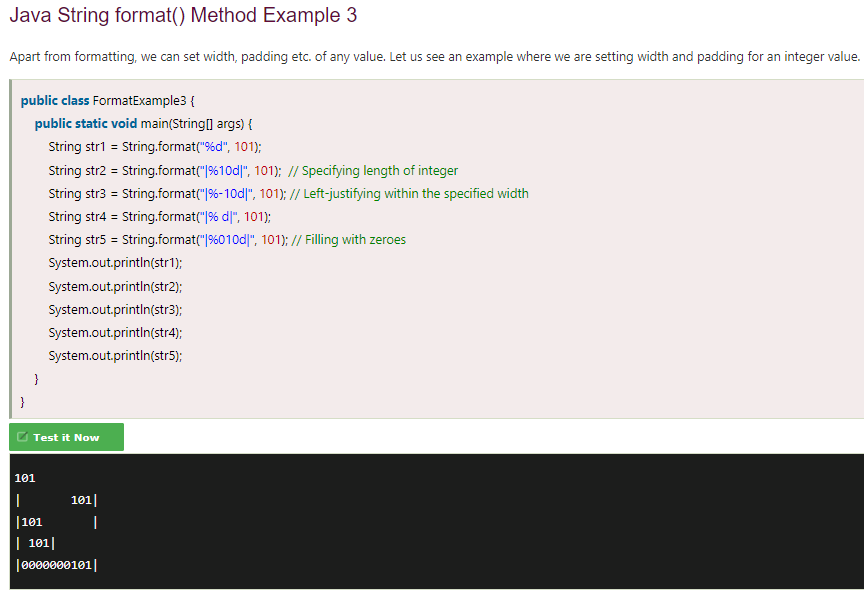 Java String format() Method Example 3
Apart from formatting, we can set width, padding etc. of any value. Let us see an example where we are setting width and padding for an integer value.
public class FormatExample3 {
    public static void main(String[] args) {
        String str1 = String.format("%d", 101);
        String str2 = String.format("|%10d|", 101);  // Specifying length of integer
        String str3 = String.format("|%-10d|", 101); // Left-justifying within the specified width
        String str4 = String.format("|% d|", 101);
        String str5 = String.format("|%010d|", 101); // Filling with zeroes
        System.out.println(str1);
        System.out.println(str2);
        System.out.println(str3);
        System.out.println(str4);
        System.out.println(str5);
    }
}
Test it Now
101
|       101|
|101       |
| 101|
|0000000101|